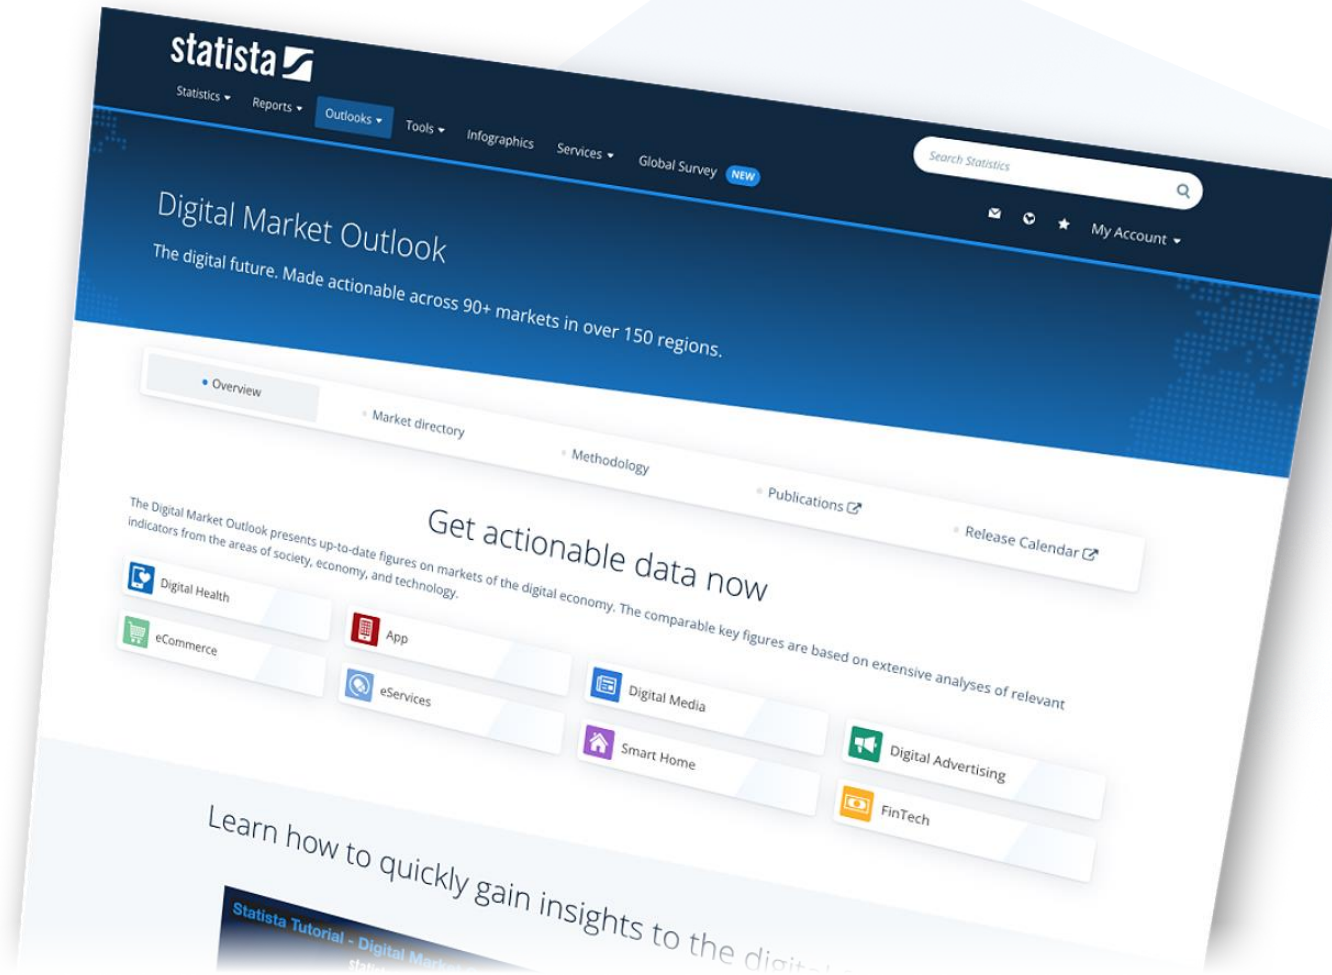 statista
Statistics
Reports
Outlooks
Tools
Infographics
Services
Global Survey NEW
Search Statistics
My Account
Digital Market Outlook
The digital future. Made actionable across 90+ markets in over 150 regions.
Overview
Market directory
Methodology
Publications
Release Calendar
Get actionable data now
The Digital Market Outlook presents up-to-date figures on markets of the digital economy. The comparable key figures are based on extensive analyses of relevant
indicators from the areas of society, economy, and technology.
Digital Health
App
Digital Media
Digital Advertising
eCommerce
eServices
Smart Home
FinTech
Learn how to quickly gain insights to the
Statista Tutorial - Digital Market